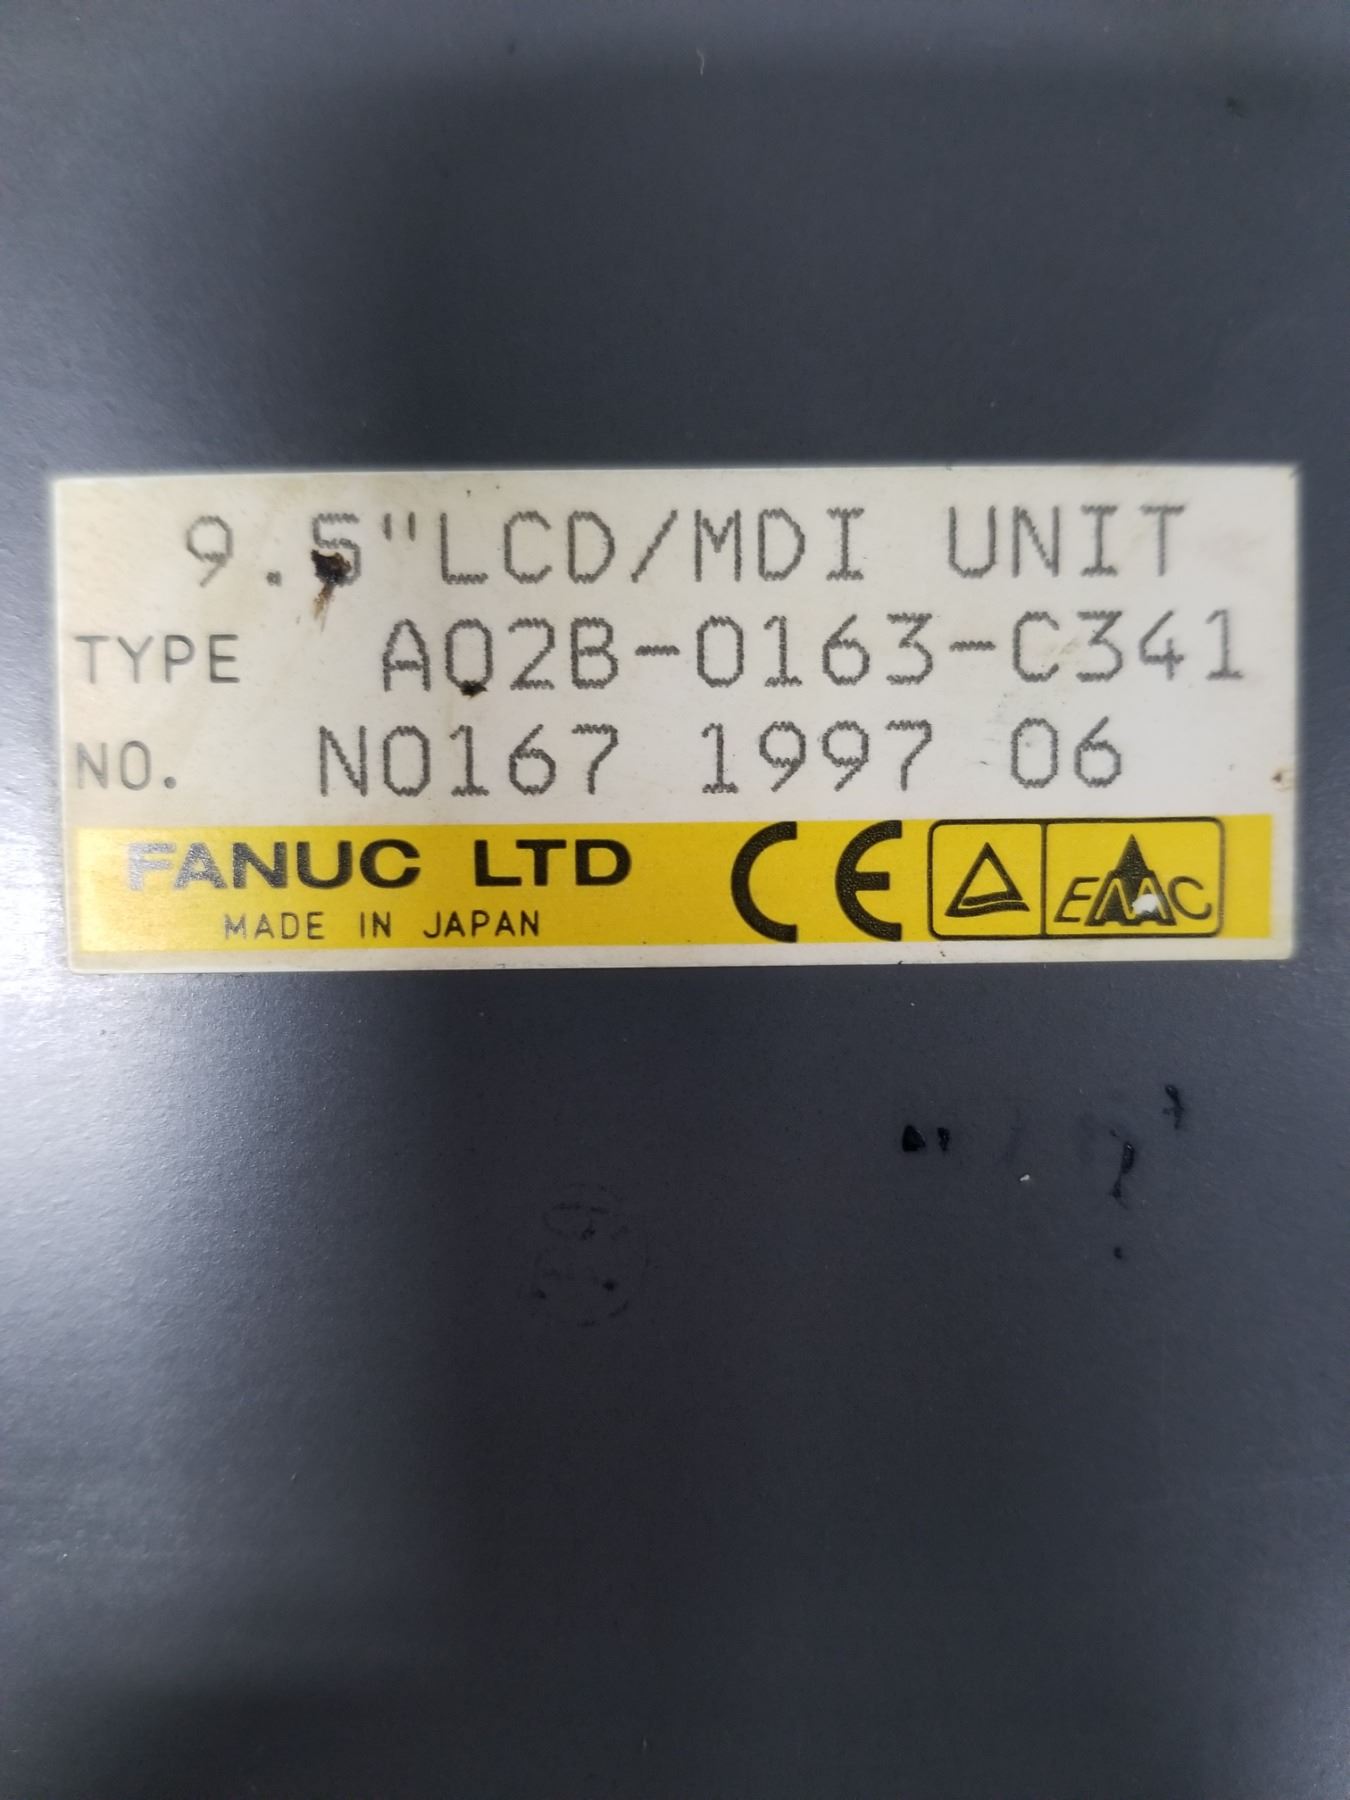 9.5"LCD/MDI UNIT
TYPE A02B-0163-C341
NO. N0167 1997 06
FANUC LTD CE EMAC
MADE IN JAPAN